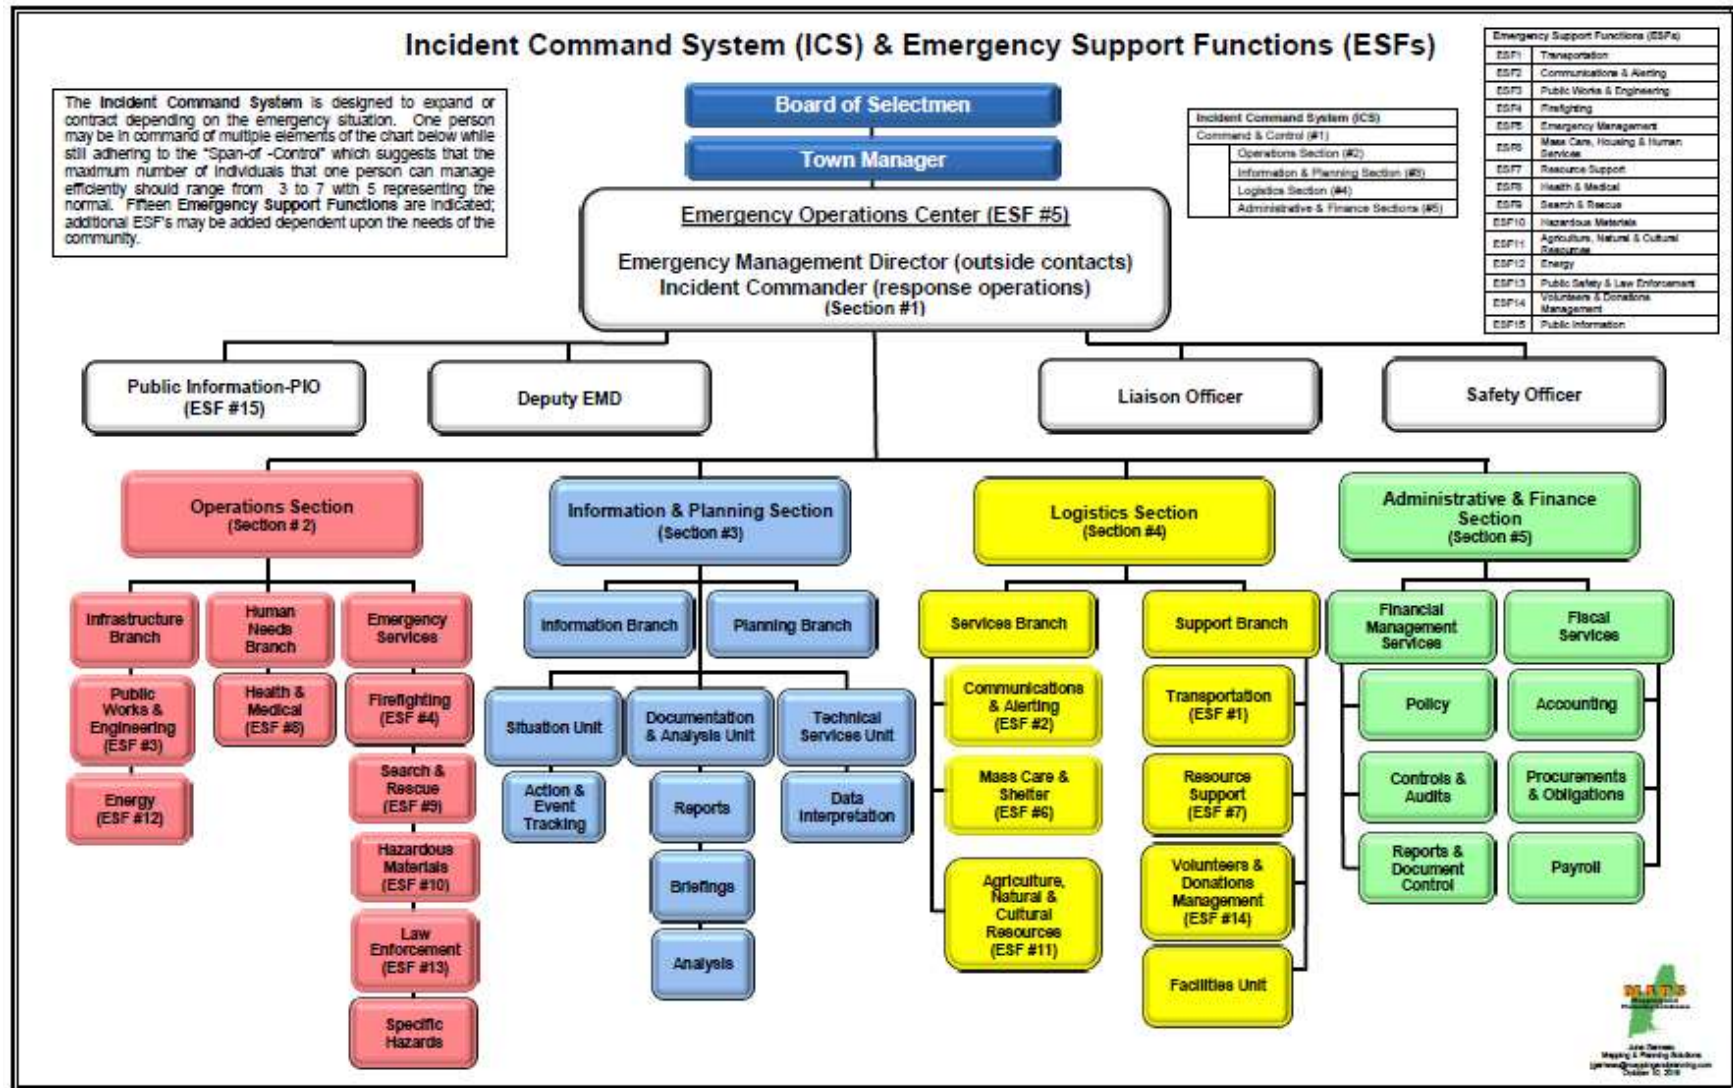 Incident Command System (ICS) & Emergency Support Functions (ESFs)
The Incident Command System is designed to expand or
contract depending on the emergency situation. One person
may be in command of multiple elements of the chart below while
still adhering to the "Span-of -Control" which suggests that the
maximum number of individuals that one person can manage
efficiently should range from 3 to 7 with 5 representing the
normal. Fifteen Emergency Support Functions are indicated;
additional ESF's may be added dependent upon the needs of the
community.
Board of Selectmen
Town Manager
Emergency Operations Center (ESF #5)
Emergency Management Director (outside contacts)
Incident Commander (response operations)
(Section #1)
Incident Command System (ICS)
Command & Control (#1)
Operations Section (#2)
Information & Planning Section (#3)
Logistics Section (#4)
Administrative & Finance Sections (#5)
Emergency Support Functions (ESFs)
ESF1 Transportation
ESF2 Communications & Alerting
ESF3 Public Works & Engineering
ESF4 Firefighting
ESF5 Emergency Management
ESF6 Mass Care, Housing & Human
Services
ESF7 Resource Support
ESF8 Health & Medical
ESF9 Search & Rescue
ESF10 Hazardous Materials
ESF11 Agriculture, Natural & Cultural
Resources
ESF12 Energy
ESF13 Public Safety & Law Enforcement
ESF14 Volunteers & Donations
Management
ESF15 Public Information
Public Information-PIO
(ESF #15)
Deputy EMD
Liaison Officer
Safety Officer
Operations Section
(Section # 2)
Infrastructure
Branch
Public
Works &
Engineering
(ESF #3)
Energy
(ESF #12)
Human
Needs
Branch
Health &
Medical
(ESF #8)
Emergency
Services
Firefighting
(ESF #4)
Search &
Rescue
(ESF #9)
Hazardous
Materials
(ESF #10)
Law
Enforcement
(ESF #13)
Specific
Hazards
Information & Planning Section
(Section #3)
Information Branch
Planning Branch
Situation Unit
Action &
Event
Tracking
Documentation
& Analysis Unit
Reports
Briefings
Analysis
Technical
Services Unit
Data
Interpretation
Logistics Section
(Section #4)
Services Branch
Communications
& Alerting
(ESF #2)
Mass Care &
Shelter
(ESF #6)
Agriculture,
Natural &
Cultural
Resources
(ESF #11)
Support Branch
Transportation
(ESF #1)
Resource
Support
(ESF #7)
Volunteers &
Donations
Management
(ESF #14)
Facilities Unit
Administrative & Finance
Section
(Section #5)
Financial
Management
Services
Policy
Controls &
Audits
Reports &
Document
Control
Fiscal
Services
Accounting
Procurements
& Obligations
Payroll
MAPS
Mapping and
Planning Solutions
Mapping & Planning Solutions